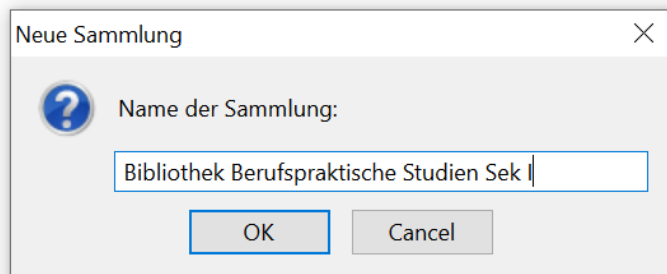 Neue Sammlung
Name der Sammlung:
Bibliothek Berufspraktische Studien Sek I
OK Cancel